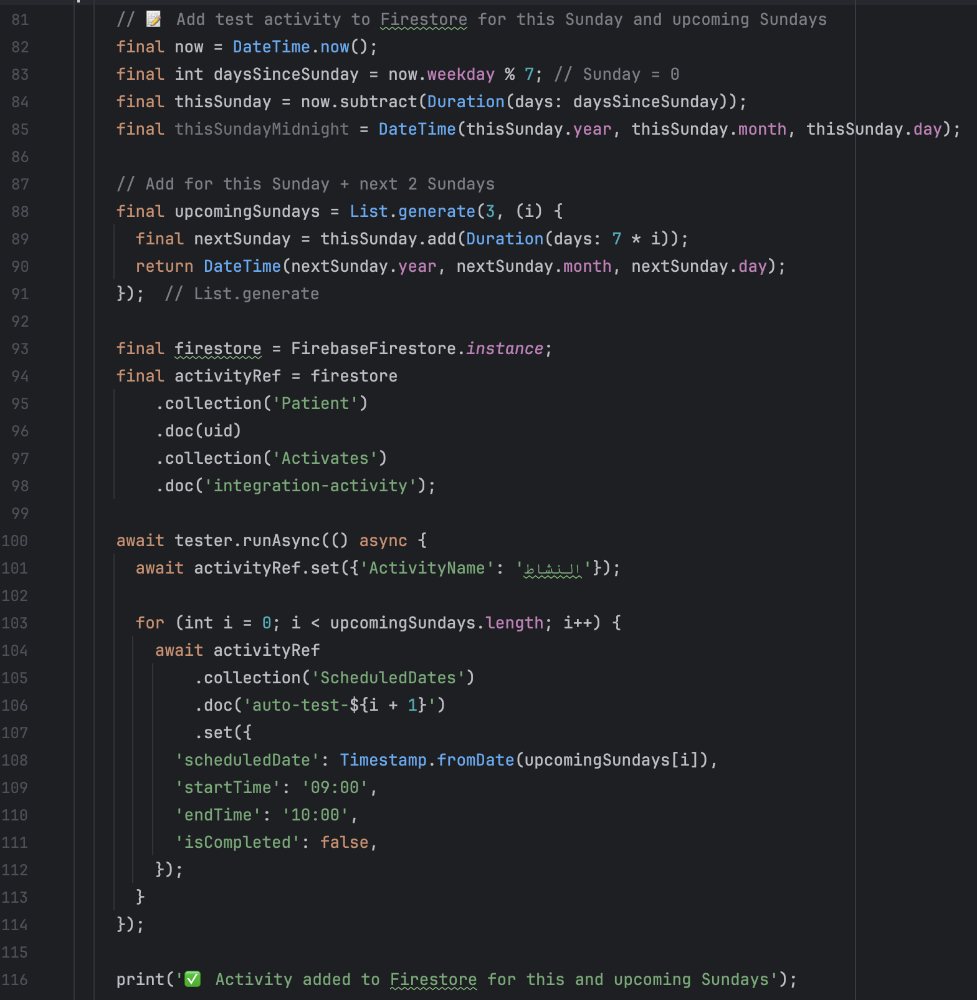 81 // 📝 Add test activity to Firestore for this Sunday and upcoming Sundays
82 final now = DateTime.now();
83 final int daysSinceSunday = now.weekday % 7; // Sunday = 0
84 final thisSunday = now.subtract(Duration(days: daysSinceSunday));
85 final thisSundayMidnight = DateTime(thisSunday.year, thisSunday.month, thisSunday.day);
86
87 // Add for this Sunday + next 2 Sundays
88 final upcomingSundays = List.generate(3, (i) {
89 final nextSunday = thisSunday.add(Duration(days: 7 * i));
90 return DateTime(nextSunday.year, nextSunday.month, nextSunday.day);
91 }); // List.generate
92
93 final firestore = FirebaseFirestore.instance;
94 final activityRef = firestore
95 .collection('Patient')
96 .doc(uid)
97 .collection('Activates')
98 .doc('integration-activity');
99
100 await tester.runAsync(() async {
101 await activityRef.set({'ActivityName': 'النشاط'});
102
103 for (int i = 0; i < upcomingSundays.length; i++) {
104 await activityRef
105 .collection('ScheduledDates')
106 .doc('auto-test-${i + 1}')
107 .set({
108 'scheduledDate': Timestamp.fromDate(upcomingSundays[i]),
109 'startTime': '09:00',
110 'endTime': '10:00',
111 'isCompleted': false,
112 });
113 }
114 });
115
116 print('✅ Activity added to Firestore for this and upcoming Sundays');